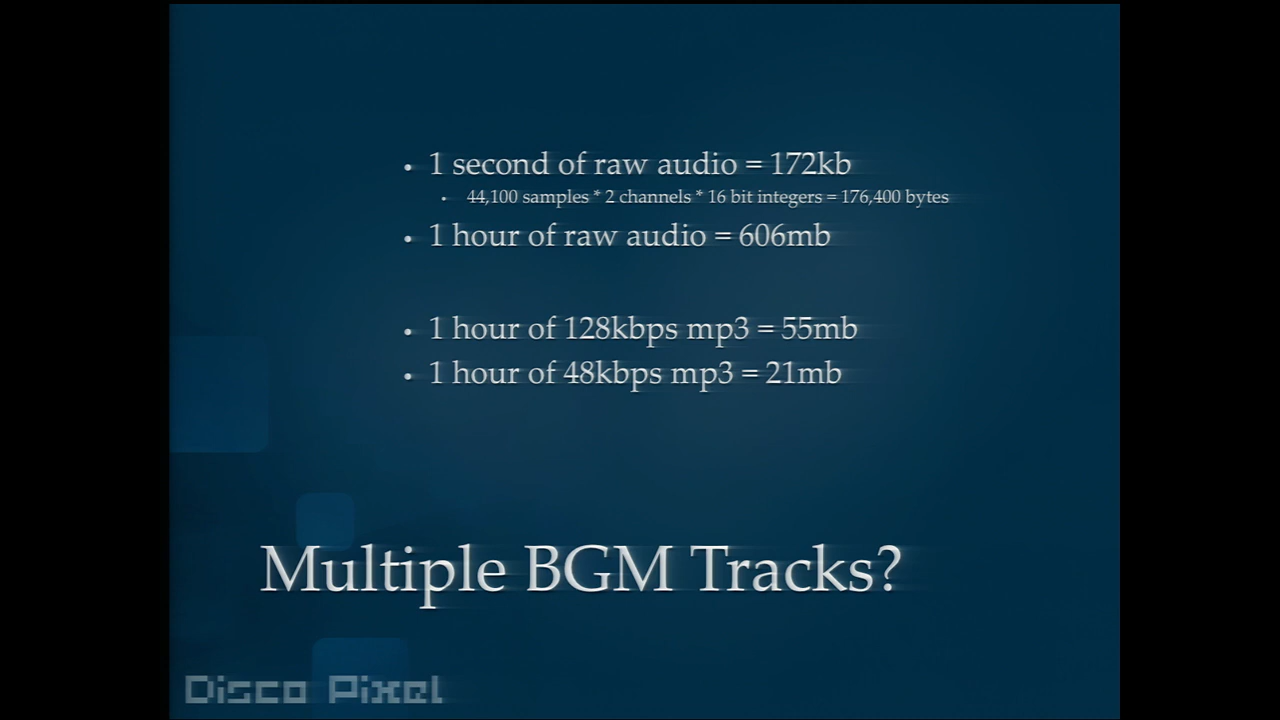 • 1 second of raw audio = 172kb
• 44,100 samples * 2 channels * 16 bit integers = 176,400 bytes
• 1 hour of raw audio = 606mb
• 1 hour of 128kbps mp3 = 55mb
• 1 hour of 48kbps mp3 = 21mb
Multiple BGM Tracks?
Disco Pixel